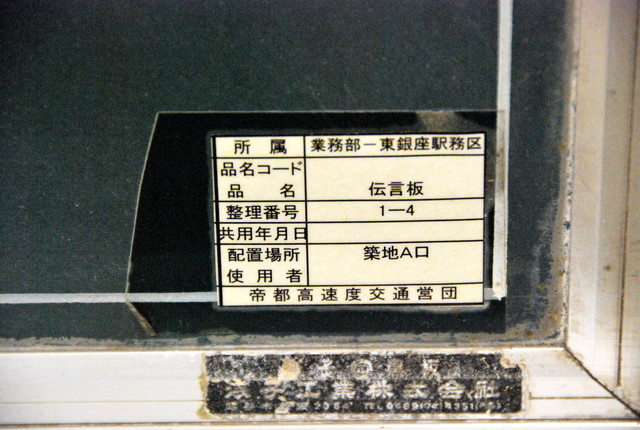 所属 業務部－東銀座駅務区
品名コード
品名 伝言板
整理番号 1－4
共用年月日
配置場所 築地A口
使用者
帝都高速度交通営団
工業株式会社